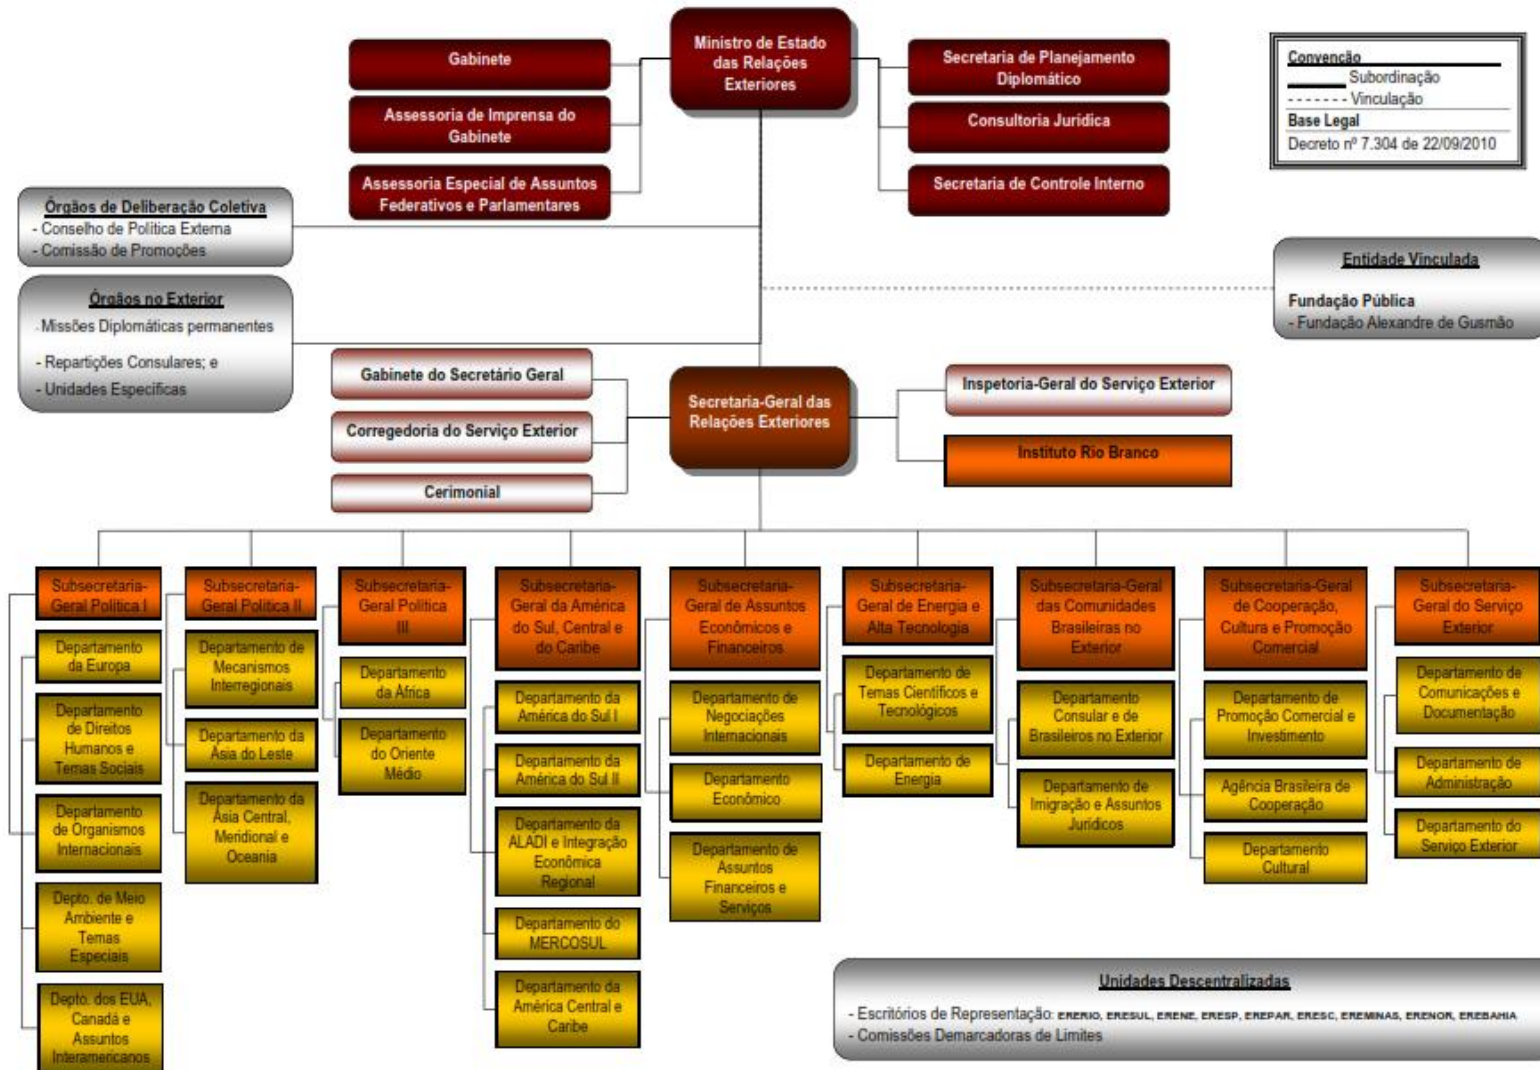 Ministro de Estado
das Relações
Exteriores
Gabinete
Assessoria de Imprensa do
Gabinete
Assessoria Especial de Assuntos
Federativos e Parlamentares
Secretaria de Planejamento
Diplomático
Consultoria Jurídica
Secretaria de Controle Interno
Convenção
Subordinação
- - - - - - - Vinculação
Base Legal
Decreto nº 7.304 de 22/09/2010
Órgãos de Deliberação Coletiva
- Conselho de Política Externa
- Comissão de Promoções
Órgãos no Exterior
- Missões Diplomáticas permanentes
- Repartições Consulares; e
- Unidades Específicas
Entidade Vinculada
Fundação Pública
- Fundação Alexandre de Gusmão
Gabinete do Secretário Geral
Corregedoria do Serviço Exterior
Cerimonial
Secretaria-Geral das
Relações Exteriores
Inspetoria-Geral do Serviço Exterior
Instituto Rio Branco
Subsecretaria-
Geral Política I
Departamento
da Europa
Departamento
de Direitos
Humanos e
Temas Sociais
Departamento
de Organismos
Internacionais
Depto. de Meio
Ambiente e
Temas
Especiais
Depto. dos EUA,
Canadá e
Assuntos
Interamericanos
Subsecretaria-
Geral Política II
Departamento de
Mecanismos
Interregionais
Departamento da
Ásia do Leste
Departamento da
Ásia Central,
Meridional e
Oceania
Subsecretaria-
Geral Política
III
Departamento
da África
Departamento
do Oriente
Médio
Subsecretaria-
Geral da América
do Sul, Central e
do Caribe
Departamento da
América do Sul I
Departamento da
América do Sul II
Departamento da
ALADI e Integração
Econômica
Regional
Departamento do
MERCOSUL
Departamento da
América Central e
Caribe
Subsecretaria-
Geral de Assuntos
Econômicos e
Financeiros
Departamento de
Negociações
Internacionais
Departamento
Econômico
Departamento de
Assuntos
Financeiros e
Serviços
Subsecretaria-
Geral de Energia e
Alta Tecnologia
Departamento de
Temas Científicos e
Tecnológicos
Departamento de
Energia
Subsecretaria-Geral
das Comunidades
Brasileiras no
Exterior
Departamento
Consular e de
Brasileiros no Exterior
Departamento de
Imigração e Assuntos
Jurídicos
Subsecretaria-Geral
de Cooperação,
Cultura e Promoção
Comercial
Departamento de
Promoção Comercial e
Investimento
Agência Brasileira de
Cooperação
Departamento
Cultural
Subsecretaria-
Geral do Serviço
Exterior
Departamento de
Comunicações e
Documentação
Departamento de
Administração
Departamento do
Serviço Exterior
Unidades Descentralizadas
- Escritórios de Representação: ERERIO, ERESUL, ERENE, ERESP, EREPAR, ERESC, EREMINAS, ERENOR, EREBAHIA
- Comissões Demarcadoras de Limites